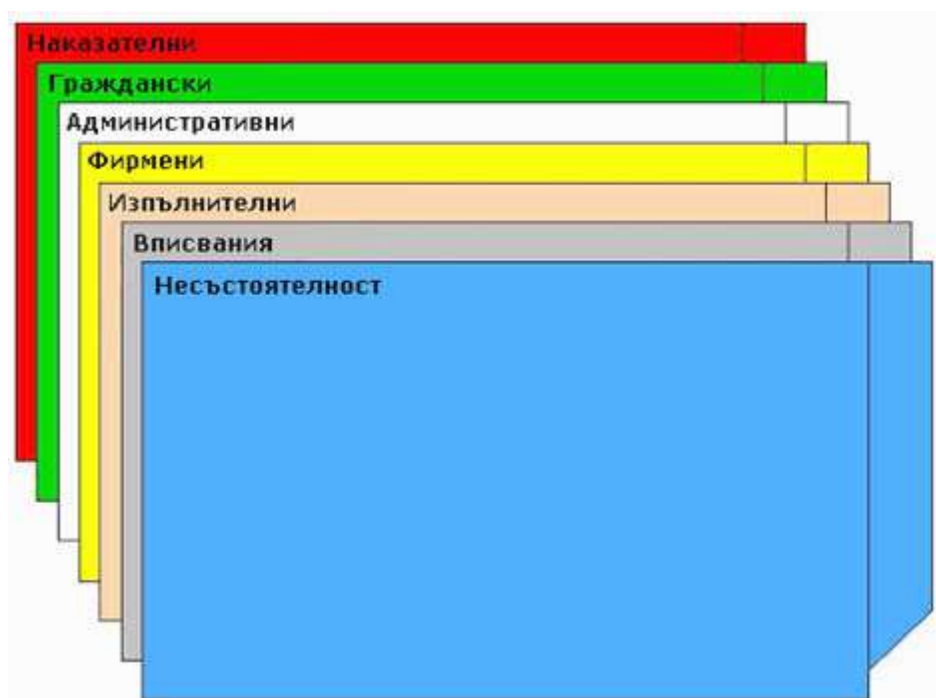 Наказателни
Граждански
Административни
Фирмени
Изпълнителни
Вписвания
Несъстоятелност